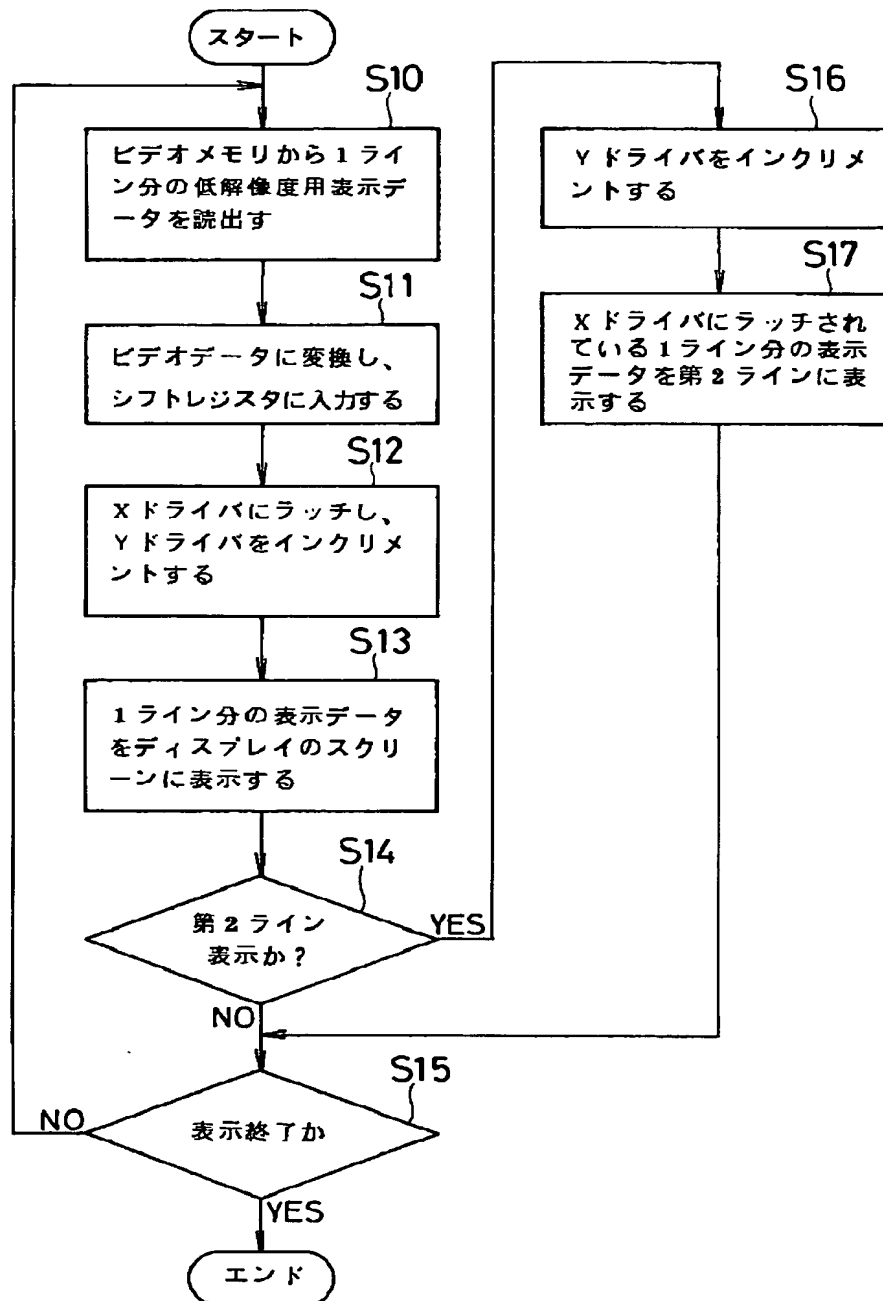 スタート
S10
ビデオメモリから1ライ
ン分の低解像度用表示デ
ータを読出す
S11
ビデオデータに変換し、
シフトレジスタに入力する
S12
Xドライバにラッチし、
Yドライバをインクリメ
ントする
S13
1ライン分の表示データ
をディスプレイのスクリ
ーンに表示する
S14
第2ライン
表示か?
YES
NO
S16
Yドライバをインクリメ
ントする
S17
Xドライバにラッチされ
ている1ライン分の表示
データを第2ラインに表
示する
S15
表示終了か
NO
YES
エンド